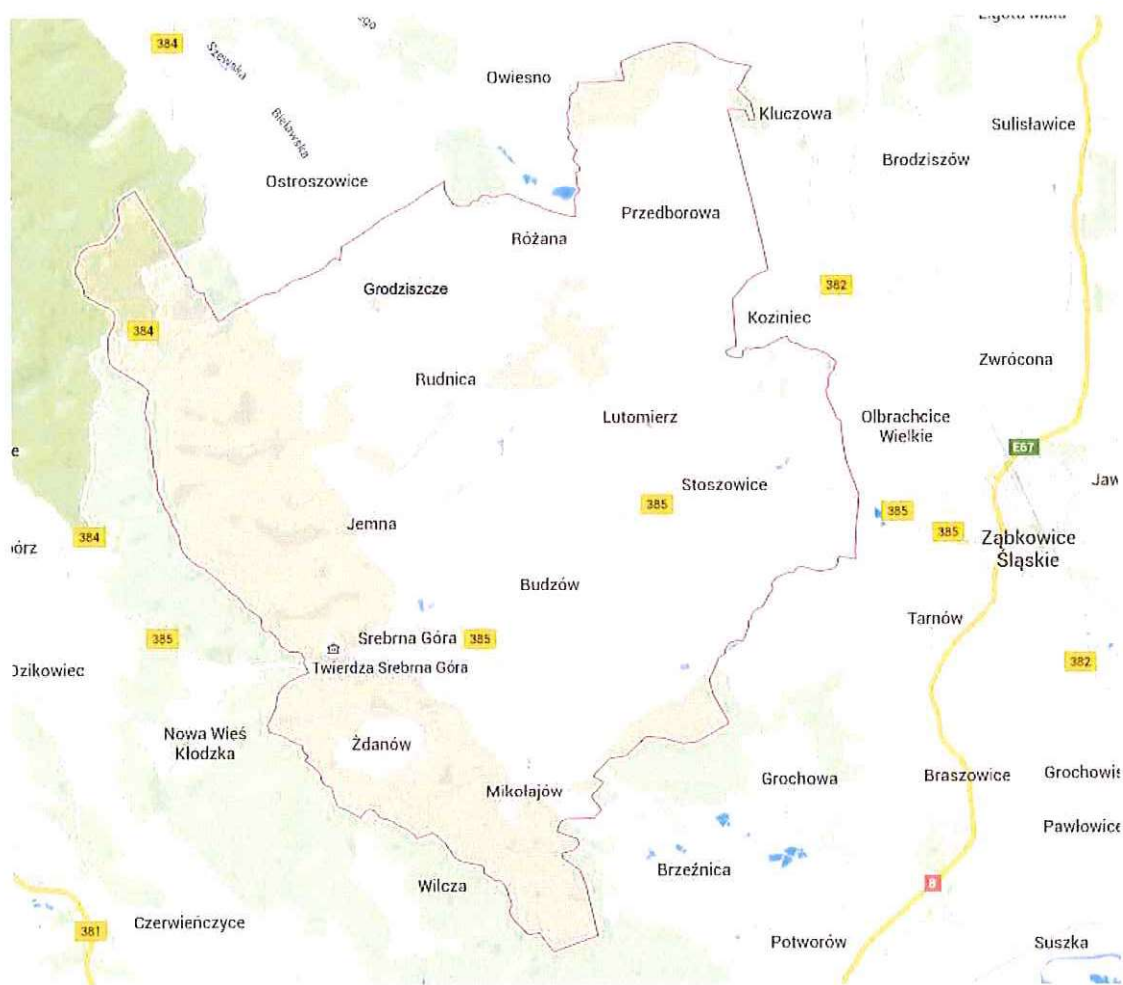 384
Szewska
Owiesno
Bielawska
Kluczowa
Sulisławice
Brodziszów
Ostroszowice
Przedborowa
Różana
Grodziszcze
382
384
Koziniec
Rudnica
Zwrócona
Lutomierz
Olbrachcice
Wielkie
E67
Stoszowice
385
385
385
Jemna
384
Ząbkowice
Śląskie
Budzów
Tarnów
385
Srebrna Góra
385
Twierdza Srebrna Góra
382
Nowa Wieś
Kłodzka
Żdanów
Mikołajów
Grochowa
Braszowice
Brzeźnica
Wilcza
8
Czerwieńczyce
381
Potworów
Suszka